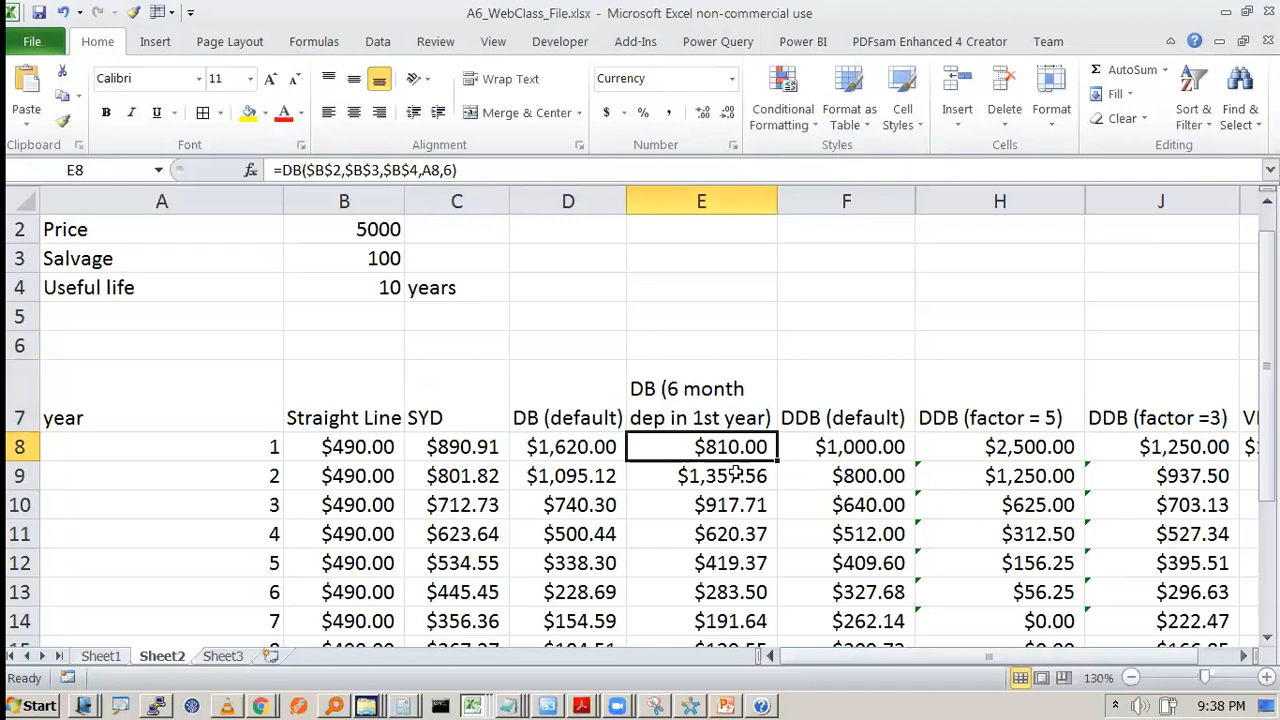 A6_WebClass_File.xlsx - Microsoft Excel non-commercial use
File Home Insert Page Layout Formulas Data Review View Developer Add-Ins Power Query Power BI PDFsam Enhanced 4 Creator Team
Paste Calibri 11 Wrap Text Currency Conditional Formatting Format as Table Cell Styles Insert Delete Format AutoSum Sort & Filter Find & Select
B I U Merge & Center $ % , Fill
Clear
Clipboard Font Alignment Number Styles Cells Editing
E8 fx =DB($B$2,$B$3,$B$4,A8,6)
A B C D E F H J
2 Price 5000
3 Salvage 100
4 Useful life 10 years
5
6
DB (6 month
7 year Straight Line SYD DB (default) dep in 1st year) DDB (default) DDB (factor = 5) DDB (factor =3)
8 1 $490.00 $890.91 $1,620.00 $810.00 $1,000.00 $2,500.00 $1,250.00
9 2 $490.00 $801.82 $1,095.12 $800.00 $1,250.00 $937.50
10 3 $490.00 $712.73 $740.30 $917.71 $640.00 $625.00 $703.13
11 4 $490.00 $623.64 $500.44 $620.37 $512.00 $312.50 $527.34
12 5 $490.00 $534.55 $338.30 $419.37 $409.60 $156.25 $395.51
13 6 $490.00 $445.45 $228.69 $283.50 $327.68 $56.25 $296.63
14 7 $490.00 $356.36 $154.59 $191.64 $262.14 $0.00 $222.47
Sheet1 Sheet2 Sheet3
Ready 130%
Start 9:38 PM